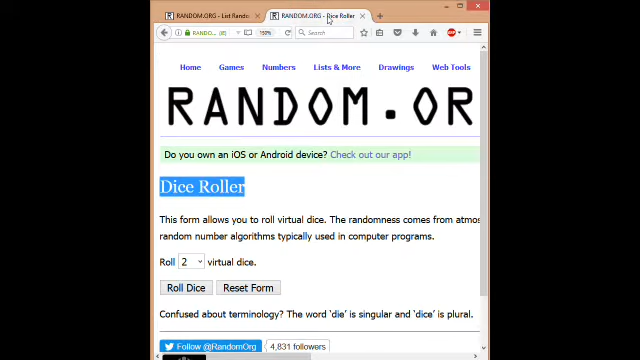 RANDOM.ORG - List Rando
RANDOM.ORG - Dice Roller
RANDO...
150%
Search
ABP
Home Games Numbers Lists & More Drawings Web Tools
RANDOM.OR
Do you own an iOS or Android device? Check out our app!
Dice Roller
This form allows you to roll virtual dice. The randomness comes from atmos
random number algorithms typically used in computer programs.
Roll 2 virtual dice.
Roll Dice Reset Form
Confused about terminology? The word 'die' is singular and 'dice' is plural.
Follow @RandomOrg 4,831 followers